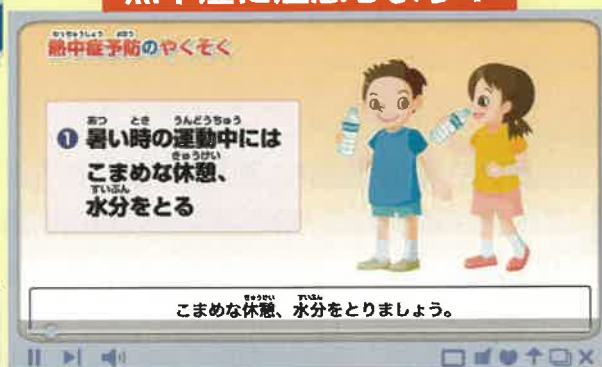 熱中症予防のやくそく
❶ 暑い時の運動中には
こまめな休憩、
水分をとる
こまめな休憩、水分をとりましょう。